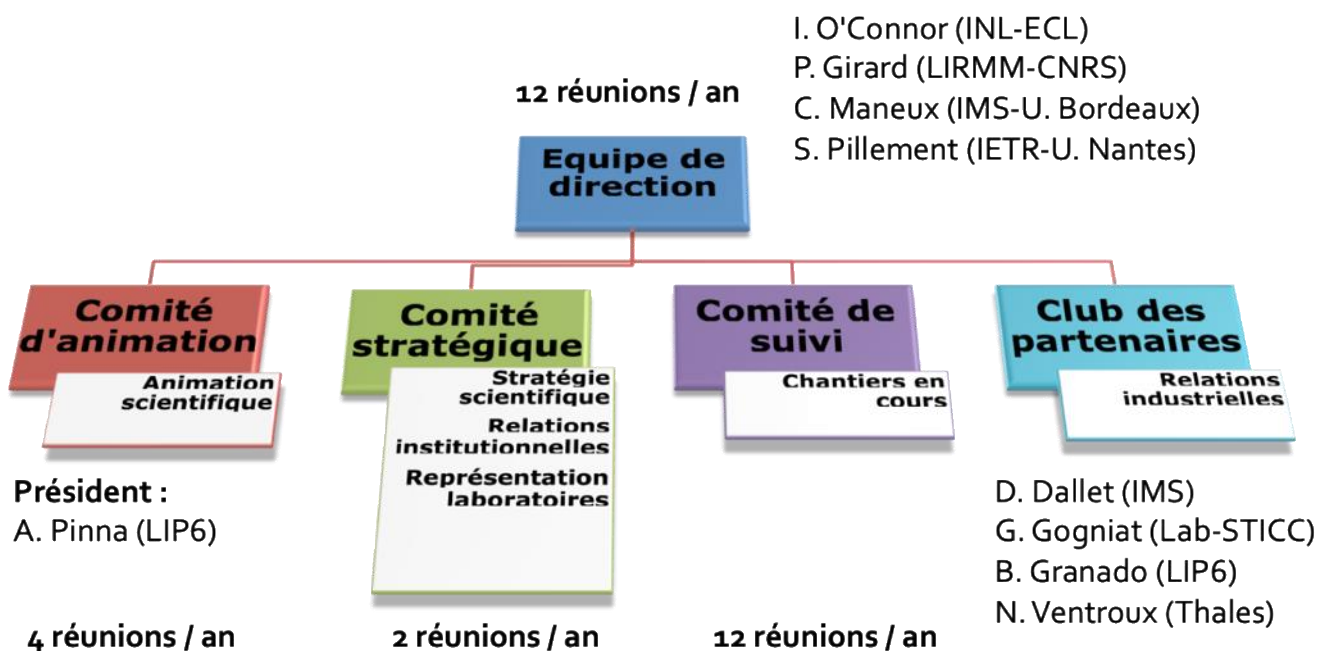 I. O'Connor (INL-ECL)
P. Girard (LIRMM-CNRS)
C. Maneux (IMS-U. Bordeaux)
S. Pillement (IETR-U. Nantes)
12 réunions / an
Equipe de
direction
Comité
d'animation
Animation
scientifique
Président :
A. Pinna (LIP6)
4 réunions / an
Comité
stratégique
Stratégie
scientifique
Relations
institutionnelles
Représentation
laboratoires
2 réunions / an
Comité de
suivi
Chantiers en
cours
12 réunions / an
Club des
partenaires
Relations
industrielles
D. Dallet (IMS)
G. Gogniat (Lab-STICC)
B. Granado (LIP6)
N. Ventroux (Thales)